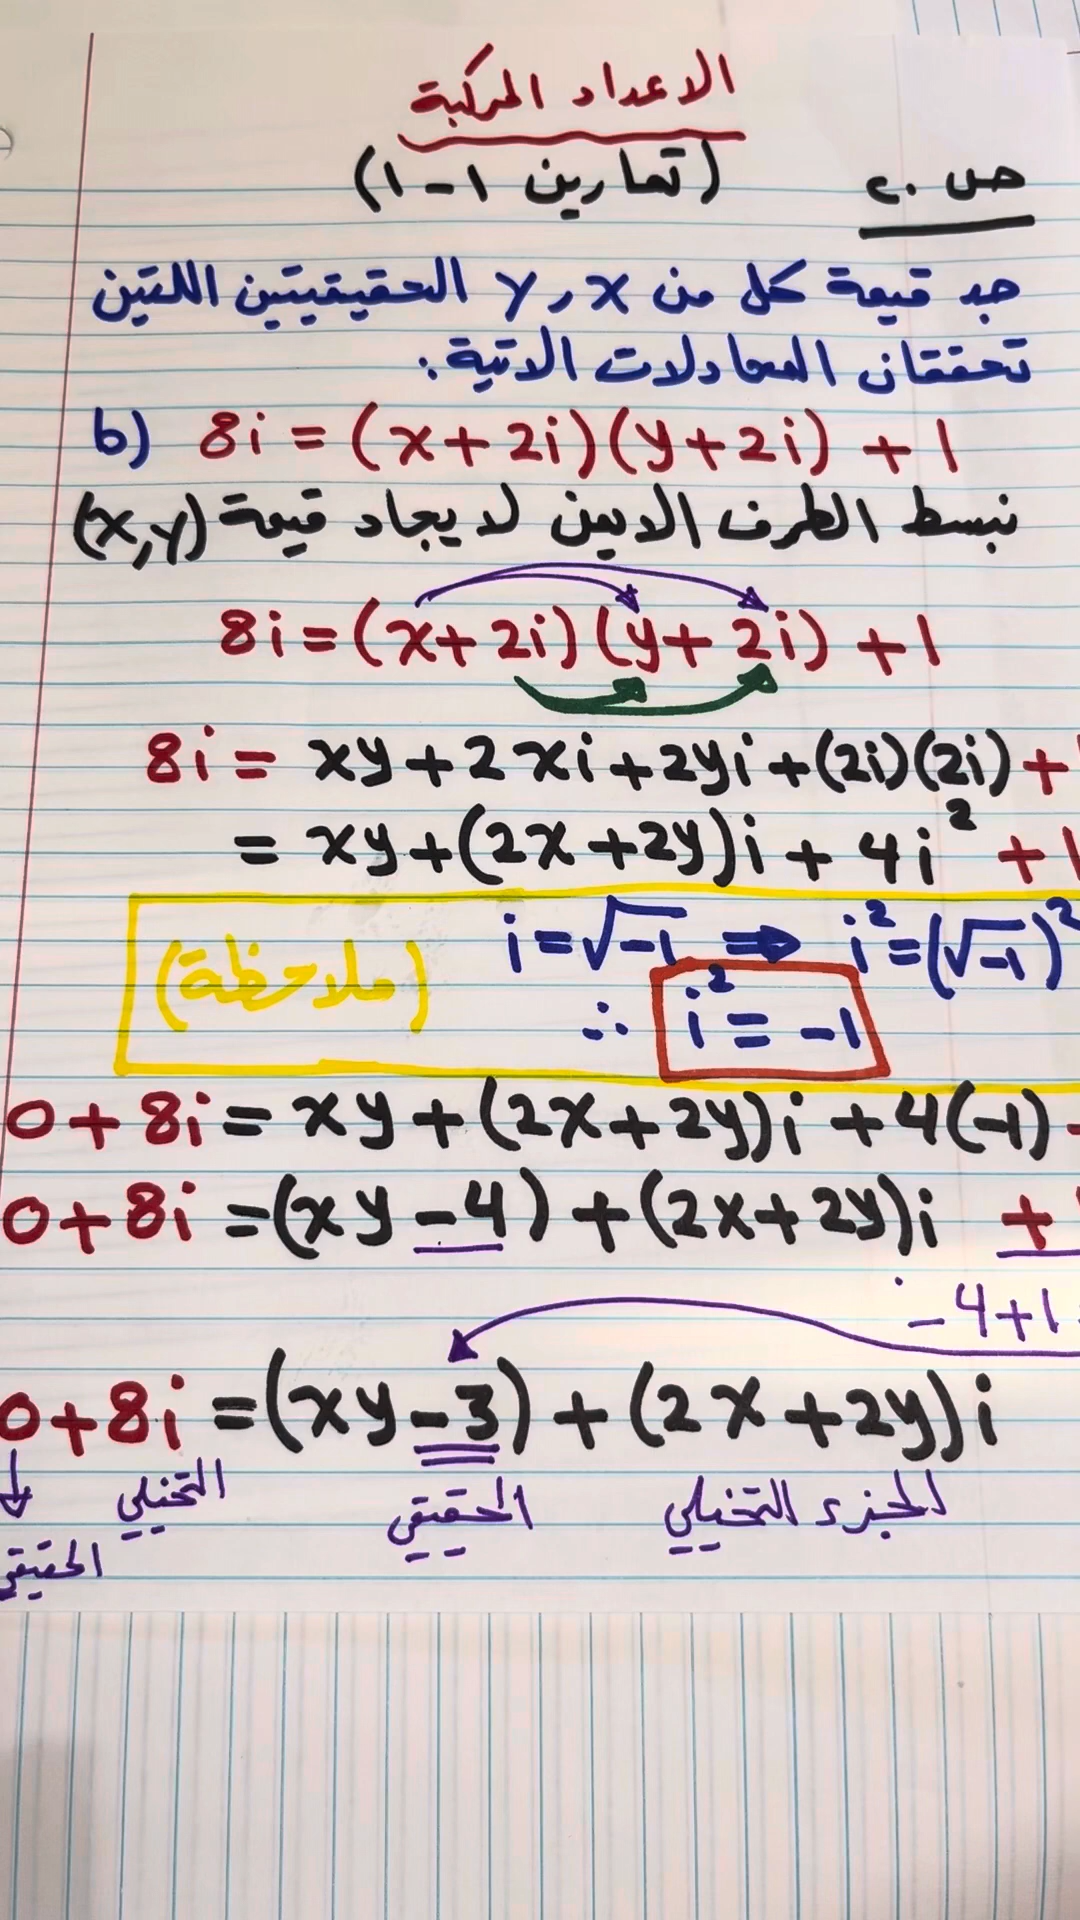 الاعداد المركبة
ص ٢٠ (تمارين ١-١)
جد قيمة كل من x, y الحقيقيتين اللتين
تحققان المعادلات الاتية:
b) 8i = (x + 2i)(y + 2i) + 1
نبسط الطرف الايمن لايجاد قيمة (x,y)
8i = (x + 2i)(y + 2i) + 1
8i = xy + 2xi + 2yi + (2i)(2i) +
= xy + (2x + 2y)i + 4i² + 1
(ملاحظة) i = √-1 ⇒ i² = (√-1)²
∴ i² = -1
0 + 8i = xy + (2x + 2y)i + 4(-1)
0 + 8i = (xy - 4) + (2x + 2y)i +
-4+1
0 + 8i = (xy - 3) + (2x + 2y)i
التخيلي الحقيقي الجزء التخيلي